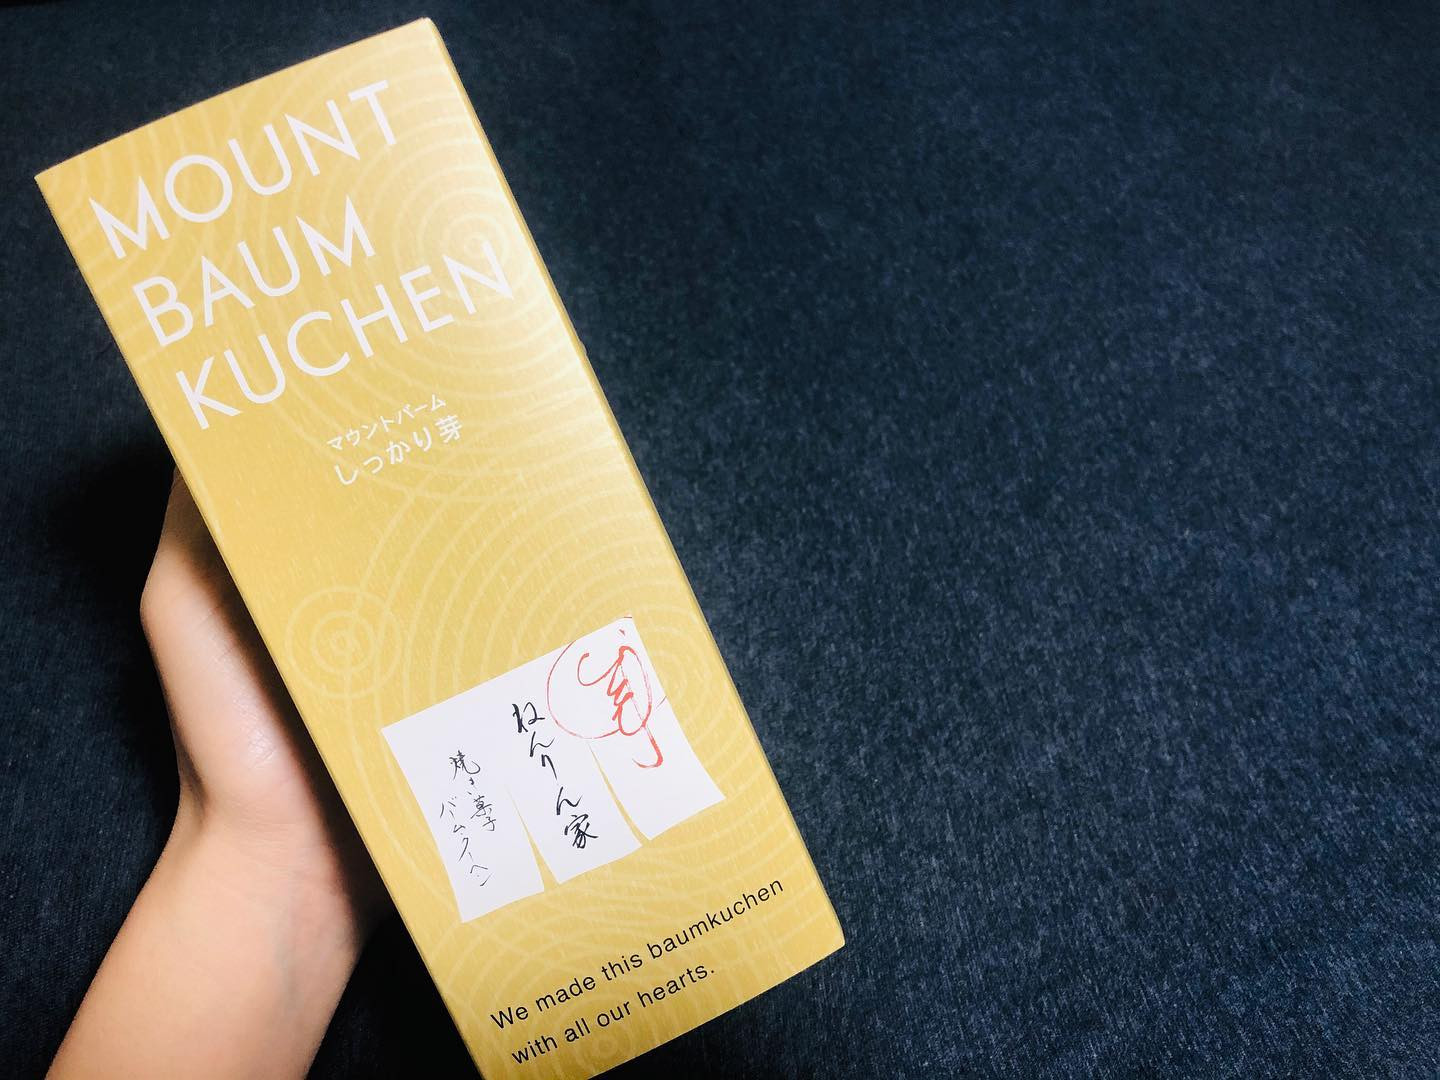 MOUNT
BAUM
KUCHEN
マウントバーム
しっかり芽
芽
ねんりん家
焼き菓子
バームクーヘン
We made this baumkuchen
with all our hearts.